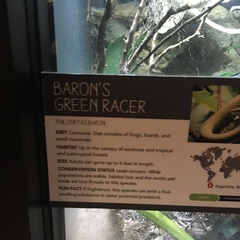 BARON'S
GREEN RACER
PHILODRYAS BARONI
DIET Carnivore. Diet consists of frogs, lizards, and
small mammals.
HABITAT Up in the canopy of savannas and tropical
and subtropical forests
SIZE Adults can grow up to 6 feet in length.
CONSERVATION STATUS Least concern. While
populations are stable, habitat loss and the exotic pet
trade are two threats to this species.
FUN FACT If frightened, this species can emit a foul-
smelling substance to deter potential predators.
Argentina,